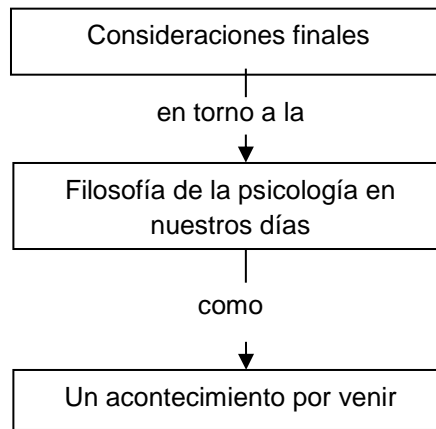 Consideraciones finales
en torno a la
Filosofía de la psicología en
nuestros días
como
Un acontecimiento por venir